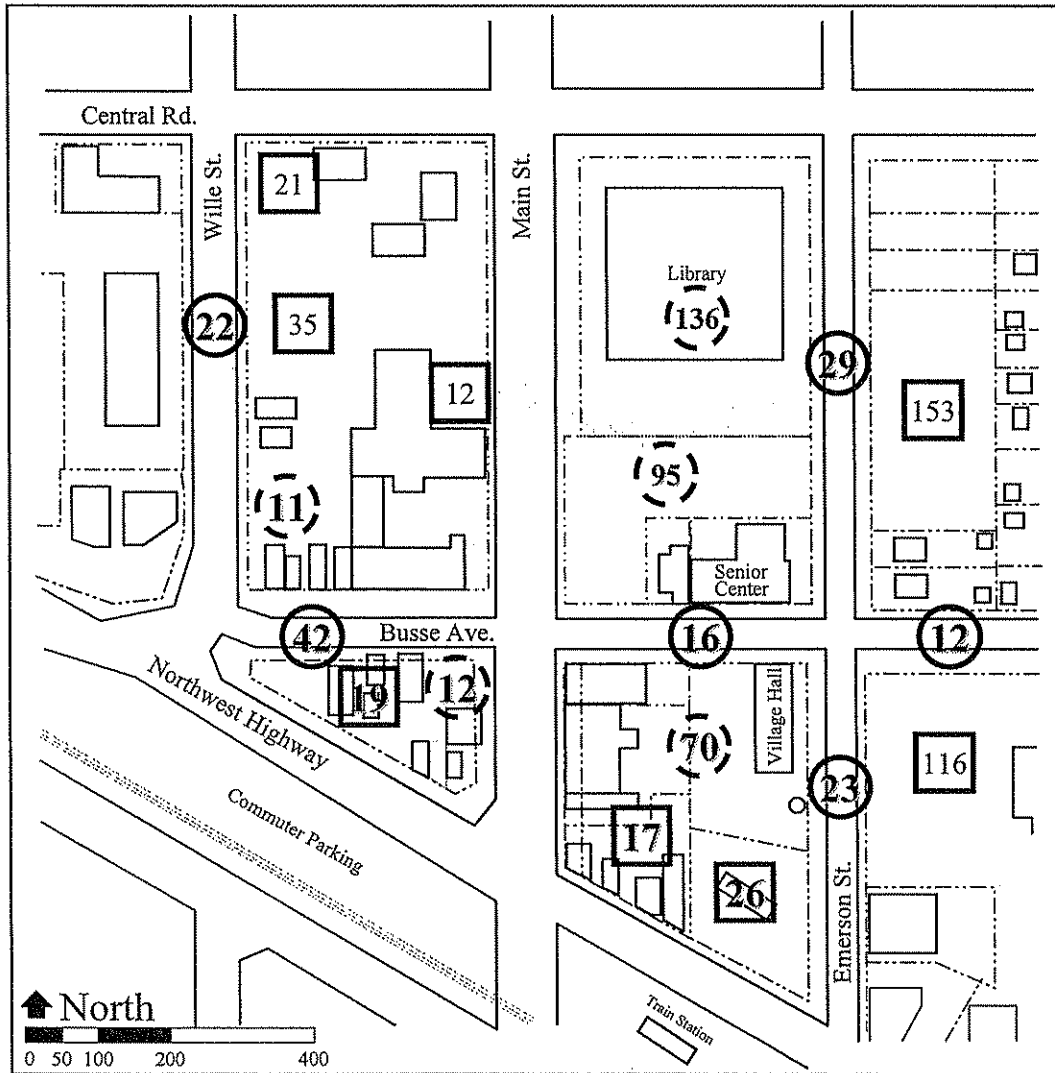 Central Rd.
Wille St.
Main St.
21
Library
136
22
35
29
12
153
95
11
Senior
Center
42
Busse Ave.
16
12
19
12
Northwest Highway
70
Village Hall
116
23
Commuter Parking
17
26
Emerson St.
North
Train Station
0 50 100 200 400